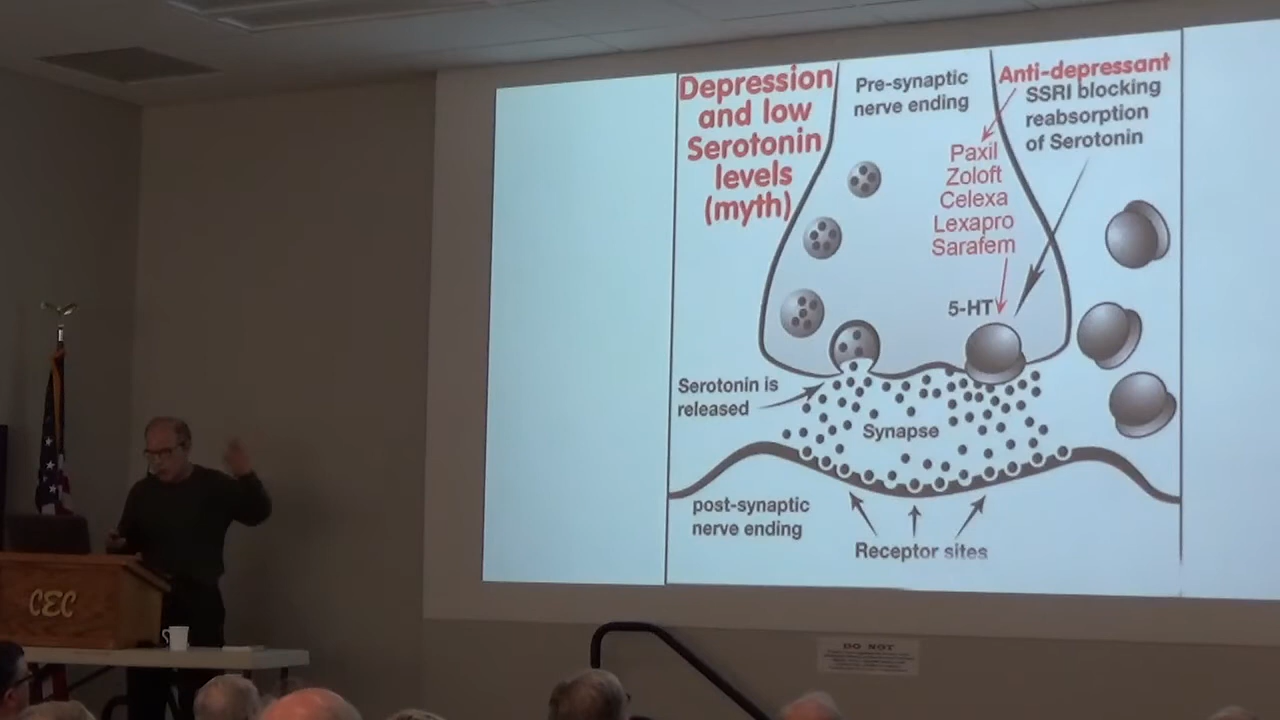 Depression
and low
Serotonin
levels
(myth)
Pre-synaptic
nerve ending
Anti-depressant
SSRI blocking
reabsorption
of Serotonin
Paxil
Zoloft
Celexa
Lexapro
Sarafem
5-HT
Serotonin is
released
Synapse
post-synaptic
nerve ending
Receptor sites
CEC
DO NOT